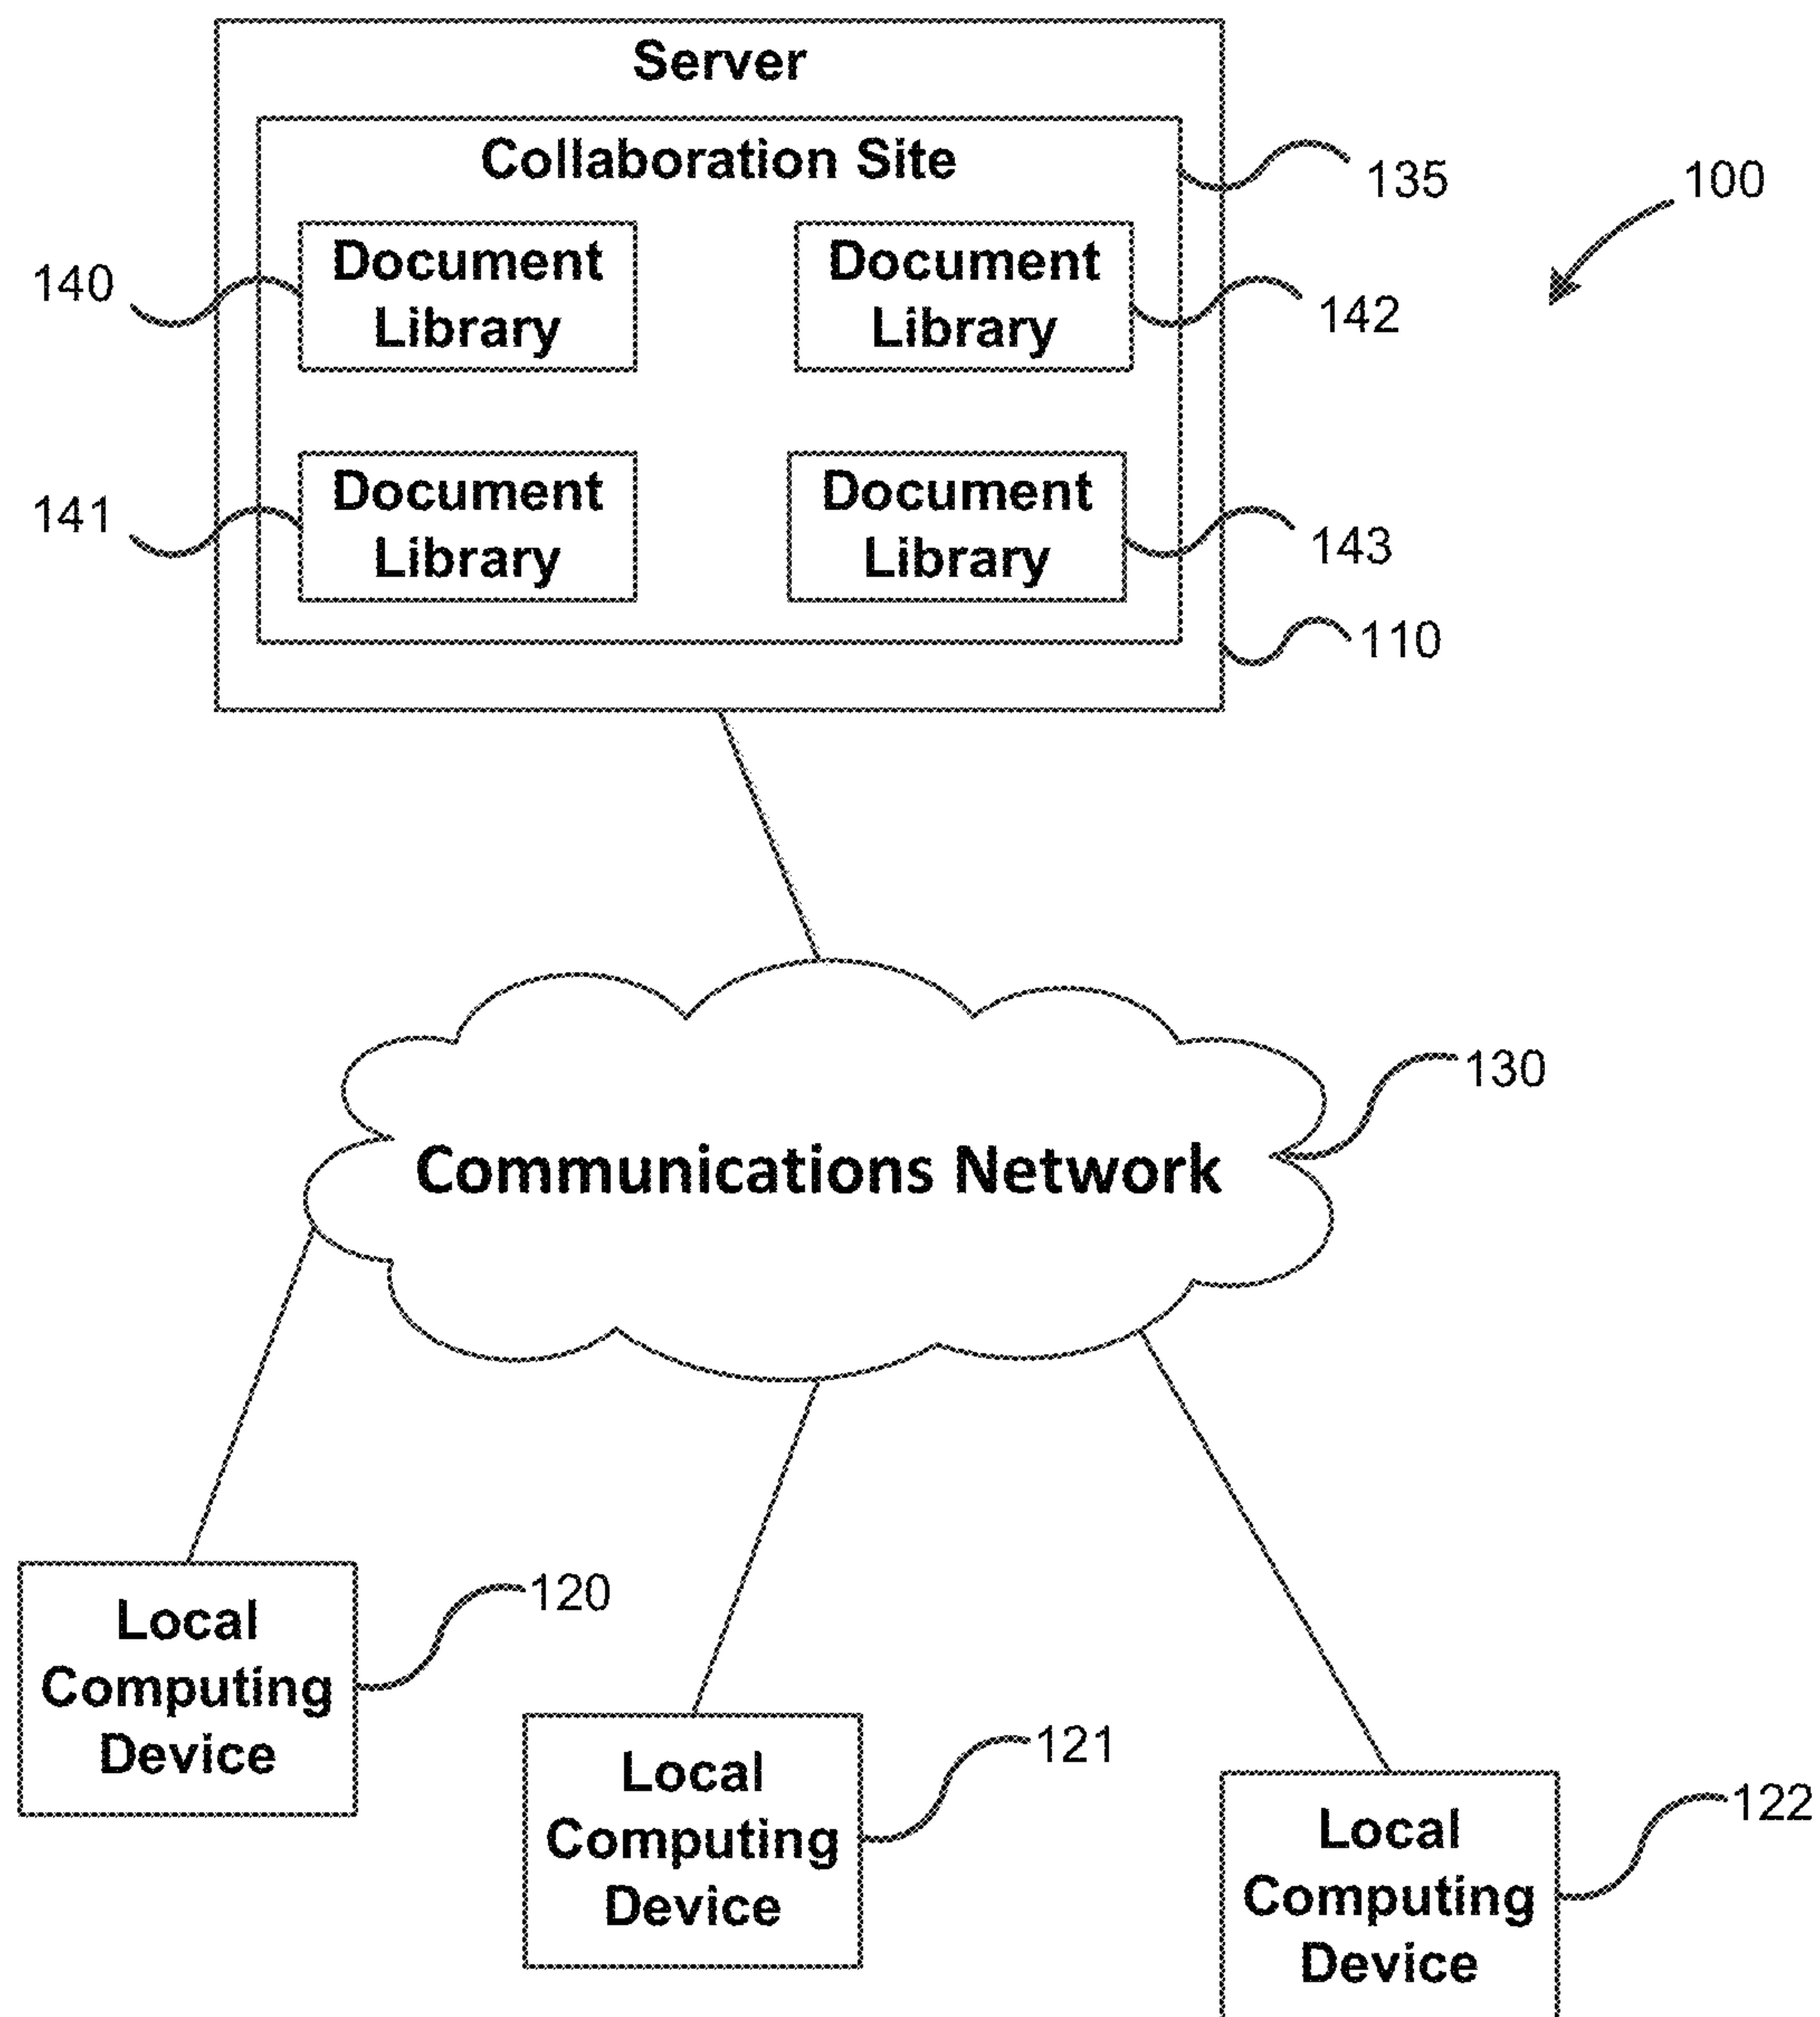 Server
Collaboration Site
135
100
Document
Library
140
Document
Library
142
Document
Library
141
Document
Library
143
110
130
Communications Network
120
Local
Computing
Device
121
Local
Computing
Device
122
Local
Computing
Device